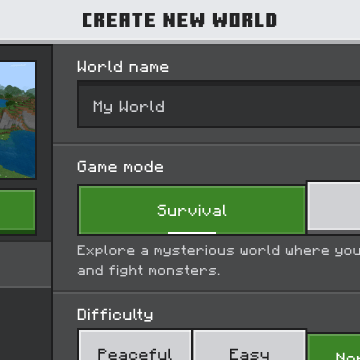 CREATE NEW WORLD
World name
My World
Game mode
Survival
Explore a mysterious world where you
and fight monsters.
Difficulty
Peaceful Easy